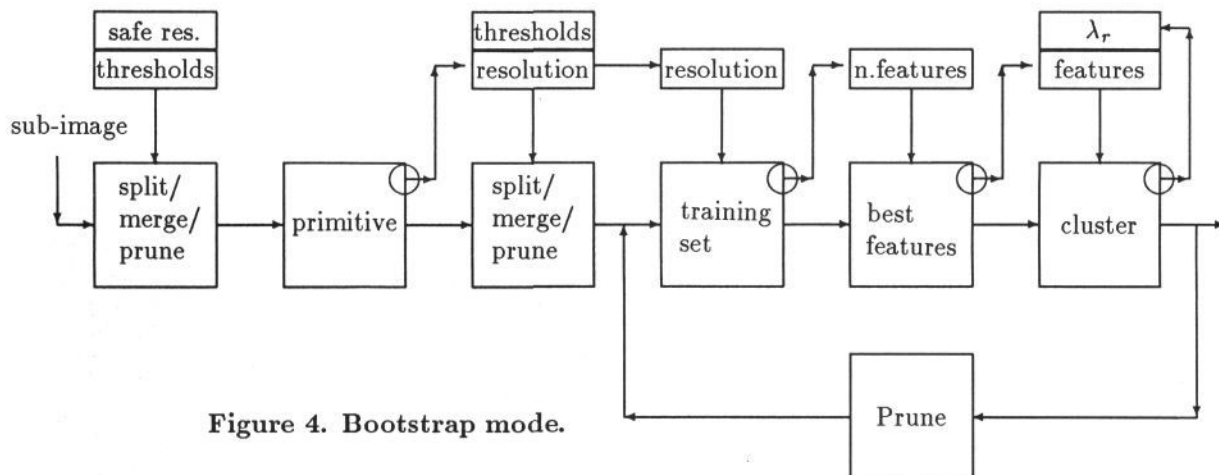 safe res.
thresholds
thresholds
resolution
resolution
n.features
λr
features
sub-image
split/
merge/
prune
primitive
split/
merge/
prune
training
set
best
features
cluster
Prune
Figure 4. Bootstrap mode.